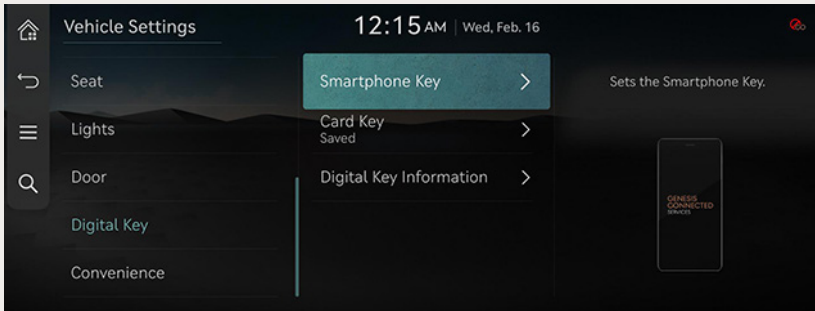 Vehicle Settings
12:15 AM | Wed, Feb. 16
Seat
Lights
Door
Digital Key
Convenience
Smartphone Key
Card Key
Saved
Digital Key Information
Sets the Smartphone Key.
GENESIS
CONNECTED
SERVICES